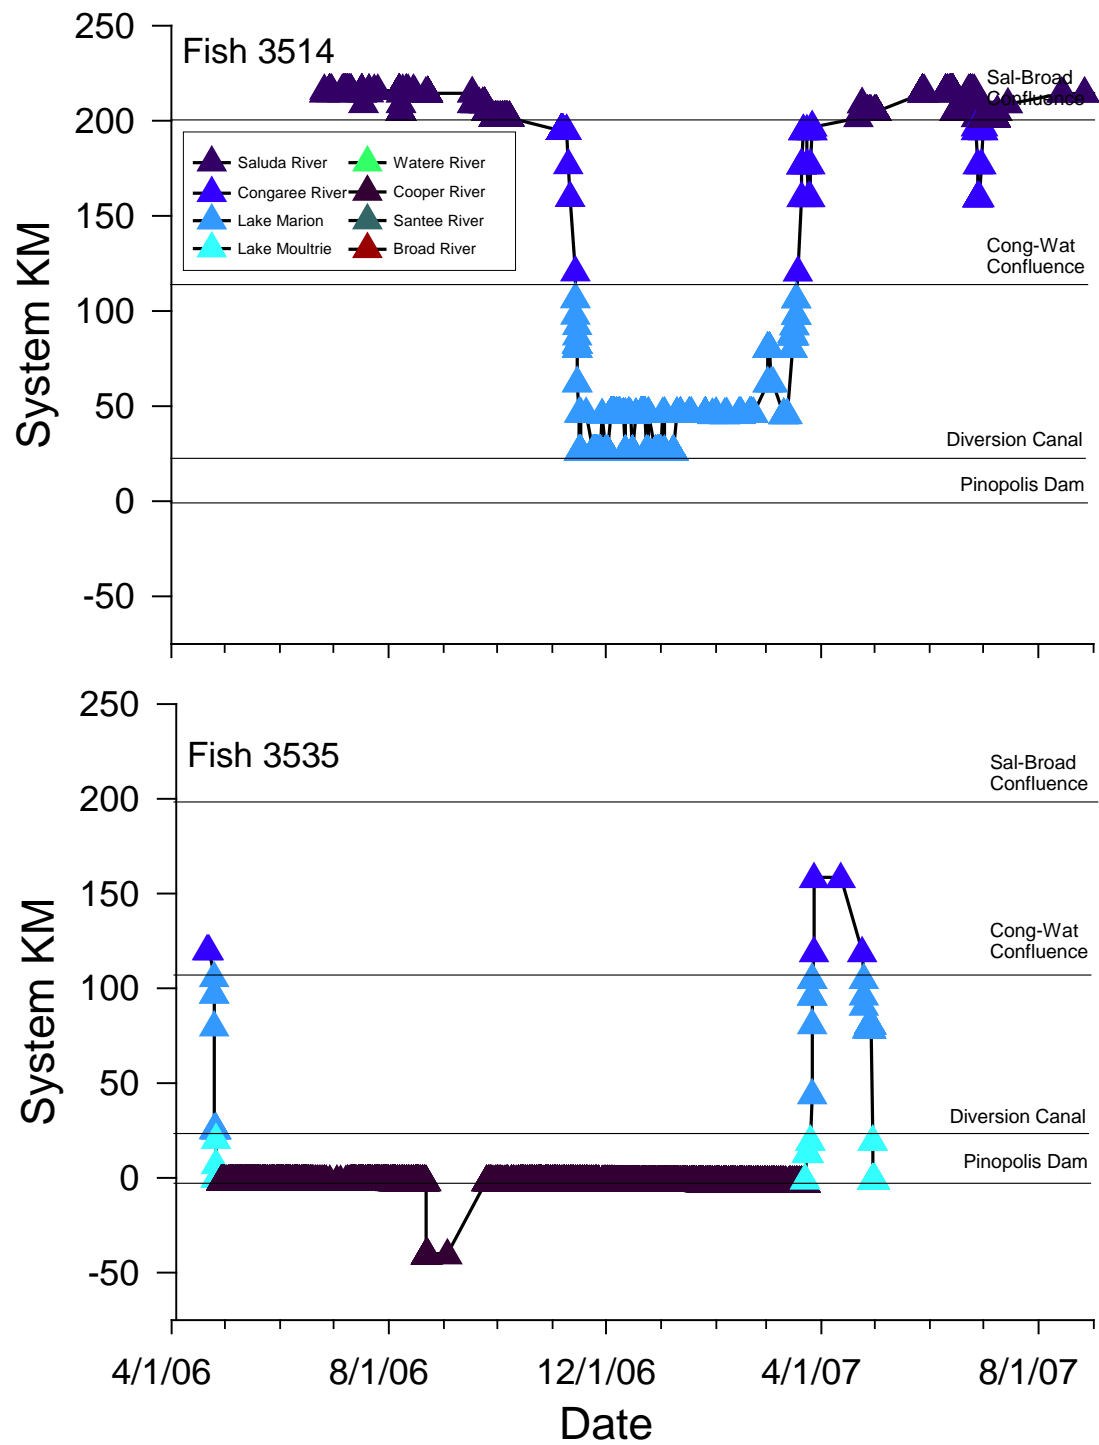 250
Fish 3514
Sal-Broad
Confluence
200
Saluda River
Watere River
Congaree River
Cooper River
Lake Marion
Santee River
Lake Moultrie
Broad River
150
Cong-Wat
Confluence
100
50
Diversion Canal
Pinopolis Dam
0
-50
System KM
250
Fish 3535
Sal-Broad
Confluence
200
150
Cong-Wat
Confluence
100
50
Diversion Canal
Pinopolis Dam
0
-50
System KM
4/1/06 8/1/06 12/1/06 4/1/07 8/1/07
Date